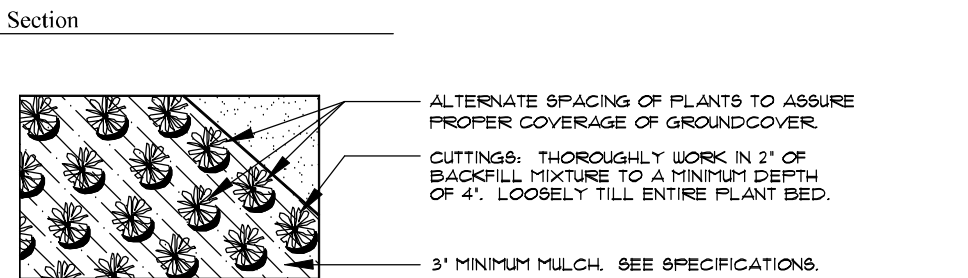 Section
ALTERNATE SPACING OF PLANTS TO ASSURE
PROPER COVERAGE OF GROUNDCOVER.
CUTTINGS: THOROUGHLY WORK IN 2" OF
BACKFILL MIXTURE TO A MINIMUM DEPTH
OF 4". LOOSELY TILL ENTIRE PLANT BED.
3" MINIMUM MULCH. SEE SPECIFICATIONS.